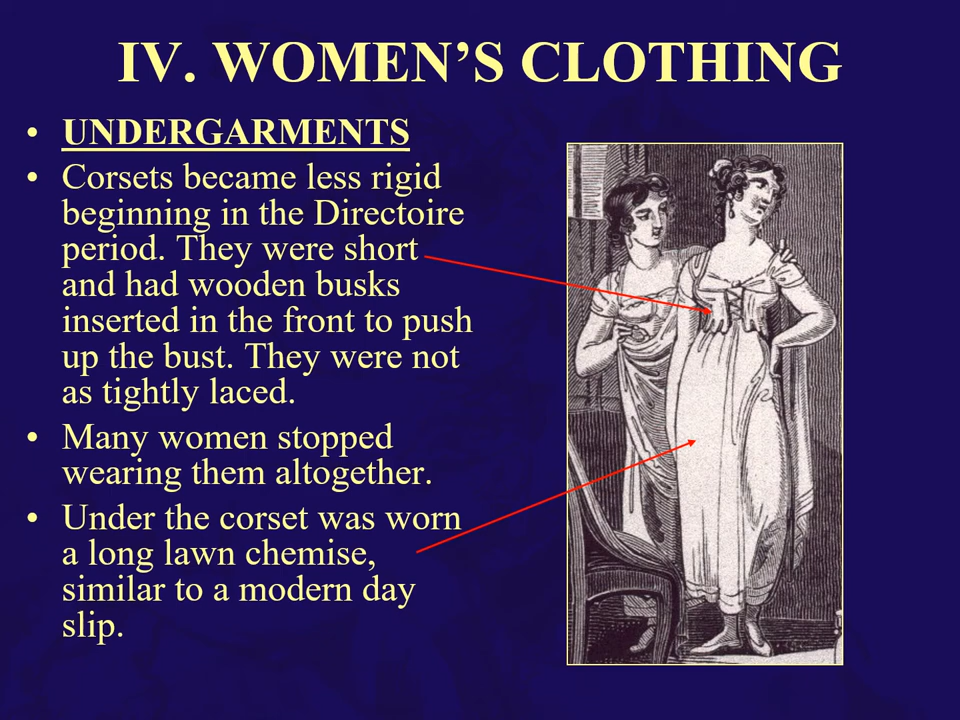 IV. WOMEN’S CLOTHING
• UNDERGARMENTS
• Corsets became less rigid
beginning in the Directoire
period. They were short
and had wooden busks
inserted in the front to push
up the bust. They were not
as tightly laced.
• Many women stopped
wearing them altogether.
• Under the corset was worn
a long lawn chemise,
similar to a modern day
slip.